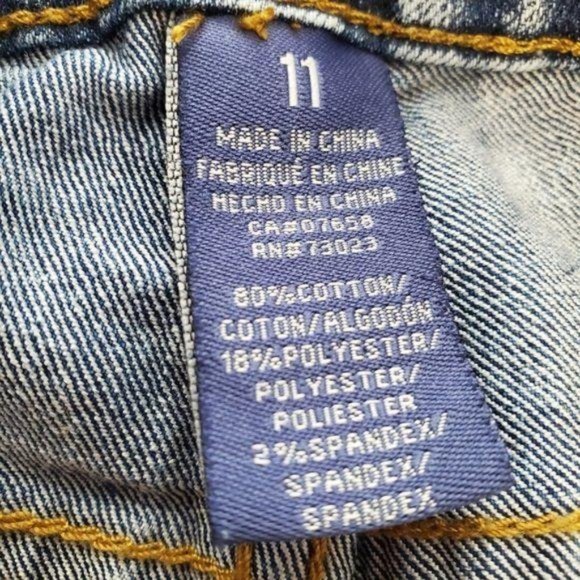 11
MADE IN CHINA
FABRIQUÉ EN CHINE
HECHO EN CHINA
CA#07658
RN#73023
80%COTTON/
COTON/ALGODÓN
18%POLYESTER/
POLYESTER/
POLIESTER
2%SPANDEX/
SPANDEX/
SPANDEX